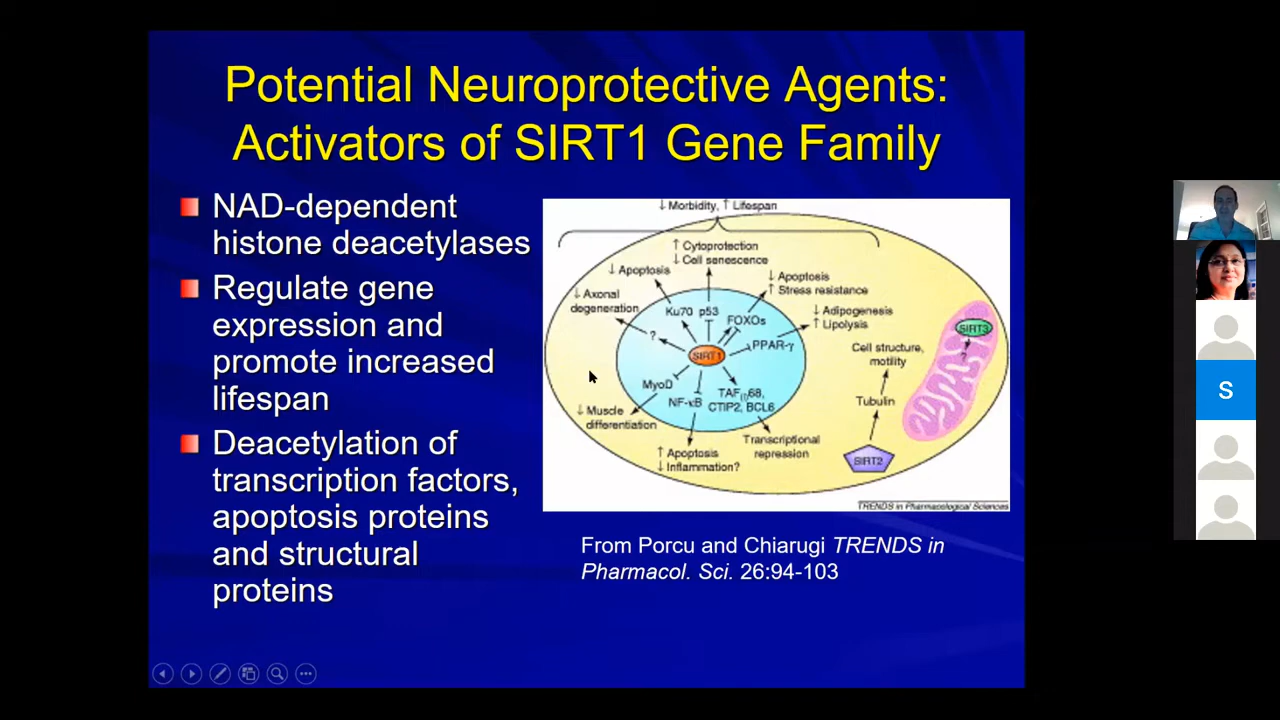 Potential Neuroprotective Agents:
Activators of SIRT1 Gene Family
NAD-dependent
histone deacetylases
Regulate gene
expression and
promote increased
lifespan
Deacetylation of
transcription factors,
apoptosis proteins
and structural
proteins
↓ Morbidity, ↑ Lifespan
↑ Cytoprotection
↓ Cell senescence
↓ Apoptosis
↓ Apoptosis
↑ Stress resistance
↓ Axonal
degeneration
Ku70 p53
FOXOs
↓ Adipogenesis
↑ Lipolysis
?
SIRT1
PPAR-γ
SIRT3
?
Cell structure,
motility
MyoD
NF-κB
TAF(I)68,
CTIP2, BCL6
Tubulin
↓ Muscle
differentiation
Transcriptional
repression
↑ Apoptosis
↓ Inflammation?
SIRT2
TRENDS in Pharmacological Sciences
From Porcu and Chiarugi TRENDS in
Pharmacol. Sci. 26:94-103
S